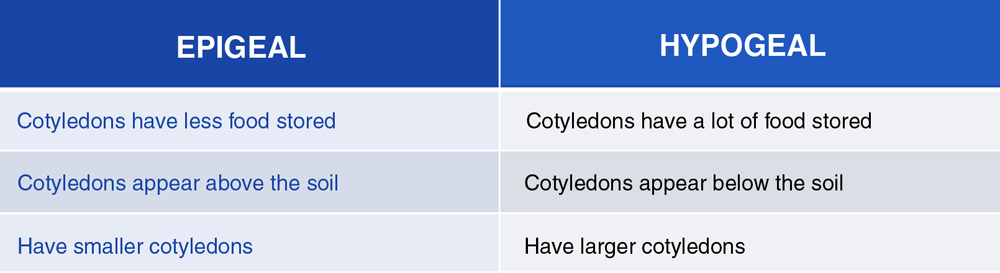 EPIGEAL HYPOGEAL
Cotyledons have less food stored Cotyledons have a lot of food stored
Cotyledons appear above the soil Cotyledons appear below the soil
Have smaller cotyledons Have larger cotyledons